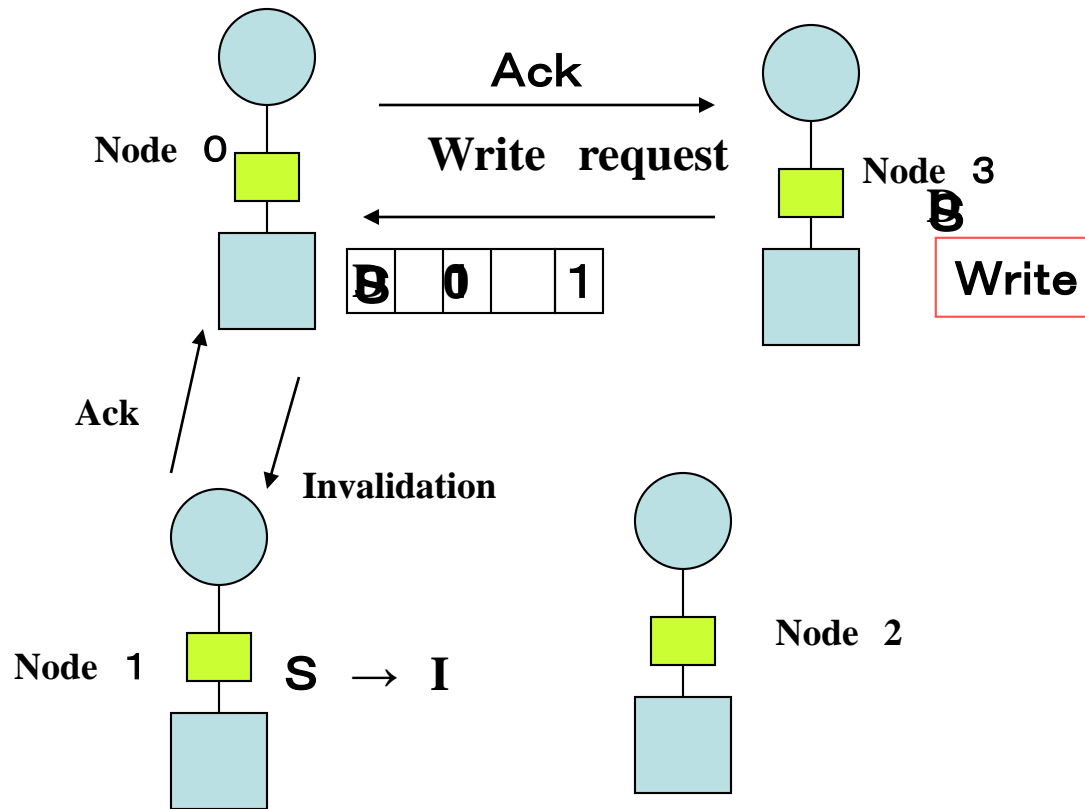 Ack
Node 0
Write request
Node 3
1
Write
Ack
Invalidation
Node 2
Node 1
S → I